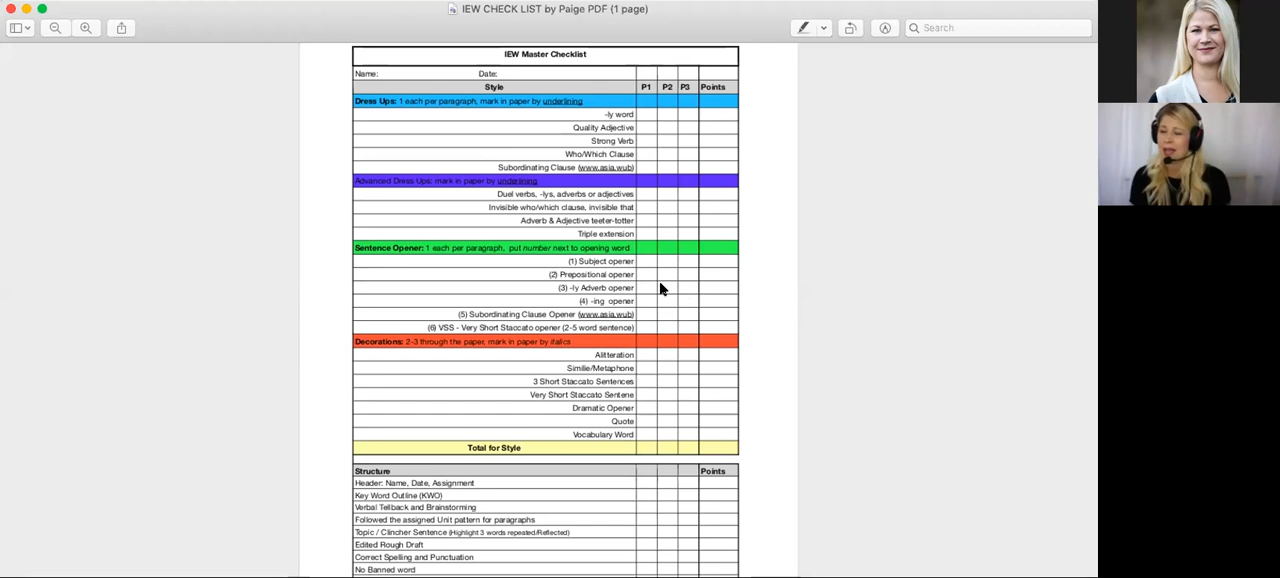 IEW CHECK LIST by Paige PDF (1 page)
Search
IEW Master Checklist
Name: Date:
Style P1 P2 P3 Points
Dress Ups: 1 each per paragraph, mark in paper by underlining
-ly word
Quality Adjective
Strong Verb
Who/Which Clause
Subordinating Clause (www.asia.wub)
Advanced Dress Ups: mark in paper by underlining
Duel verbs, -lys, adverbs or adjectives
Invisible who/which clause, invisible that
Adverb & Adjective teeter-totter
Triple extension
Sentence Opener: 1 each per paragraph, put number next to opening word
(1) Subject opener
(2) Prepositional opener
(3) -ly Adverb opener
(4) -ing opener
(5) Subordinating Clause Opener (www.asia.wub)
(6) VSS - Very Short Staccato opener (2-5 word sentence)
Decorations: 2-3 through the paper, mark in paper by italics
Alitteration
Similie/Metaphone
3 Short Staccato Sentences
Very Short Staccato Sentene
Dramatic Opener
Quote
Vocabulary Word
Total for Style
Structure Points
Header: Name, Date, Assignment
Key Word Outline (KWO)
Verbal Tellback and Brainstorming
Followed the assigned Unit pattern for paragraphs
Topic / Clincher Sentence (Highlight 3 words repeated/Reflected)
Edited Rough Draft
Correct Spelling and Punctuation
No Banned word